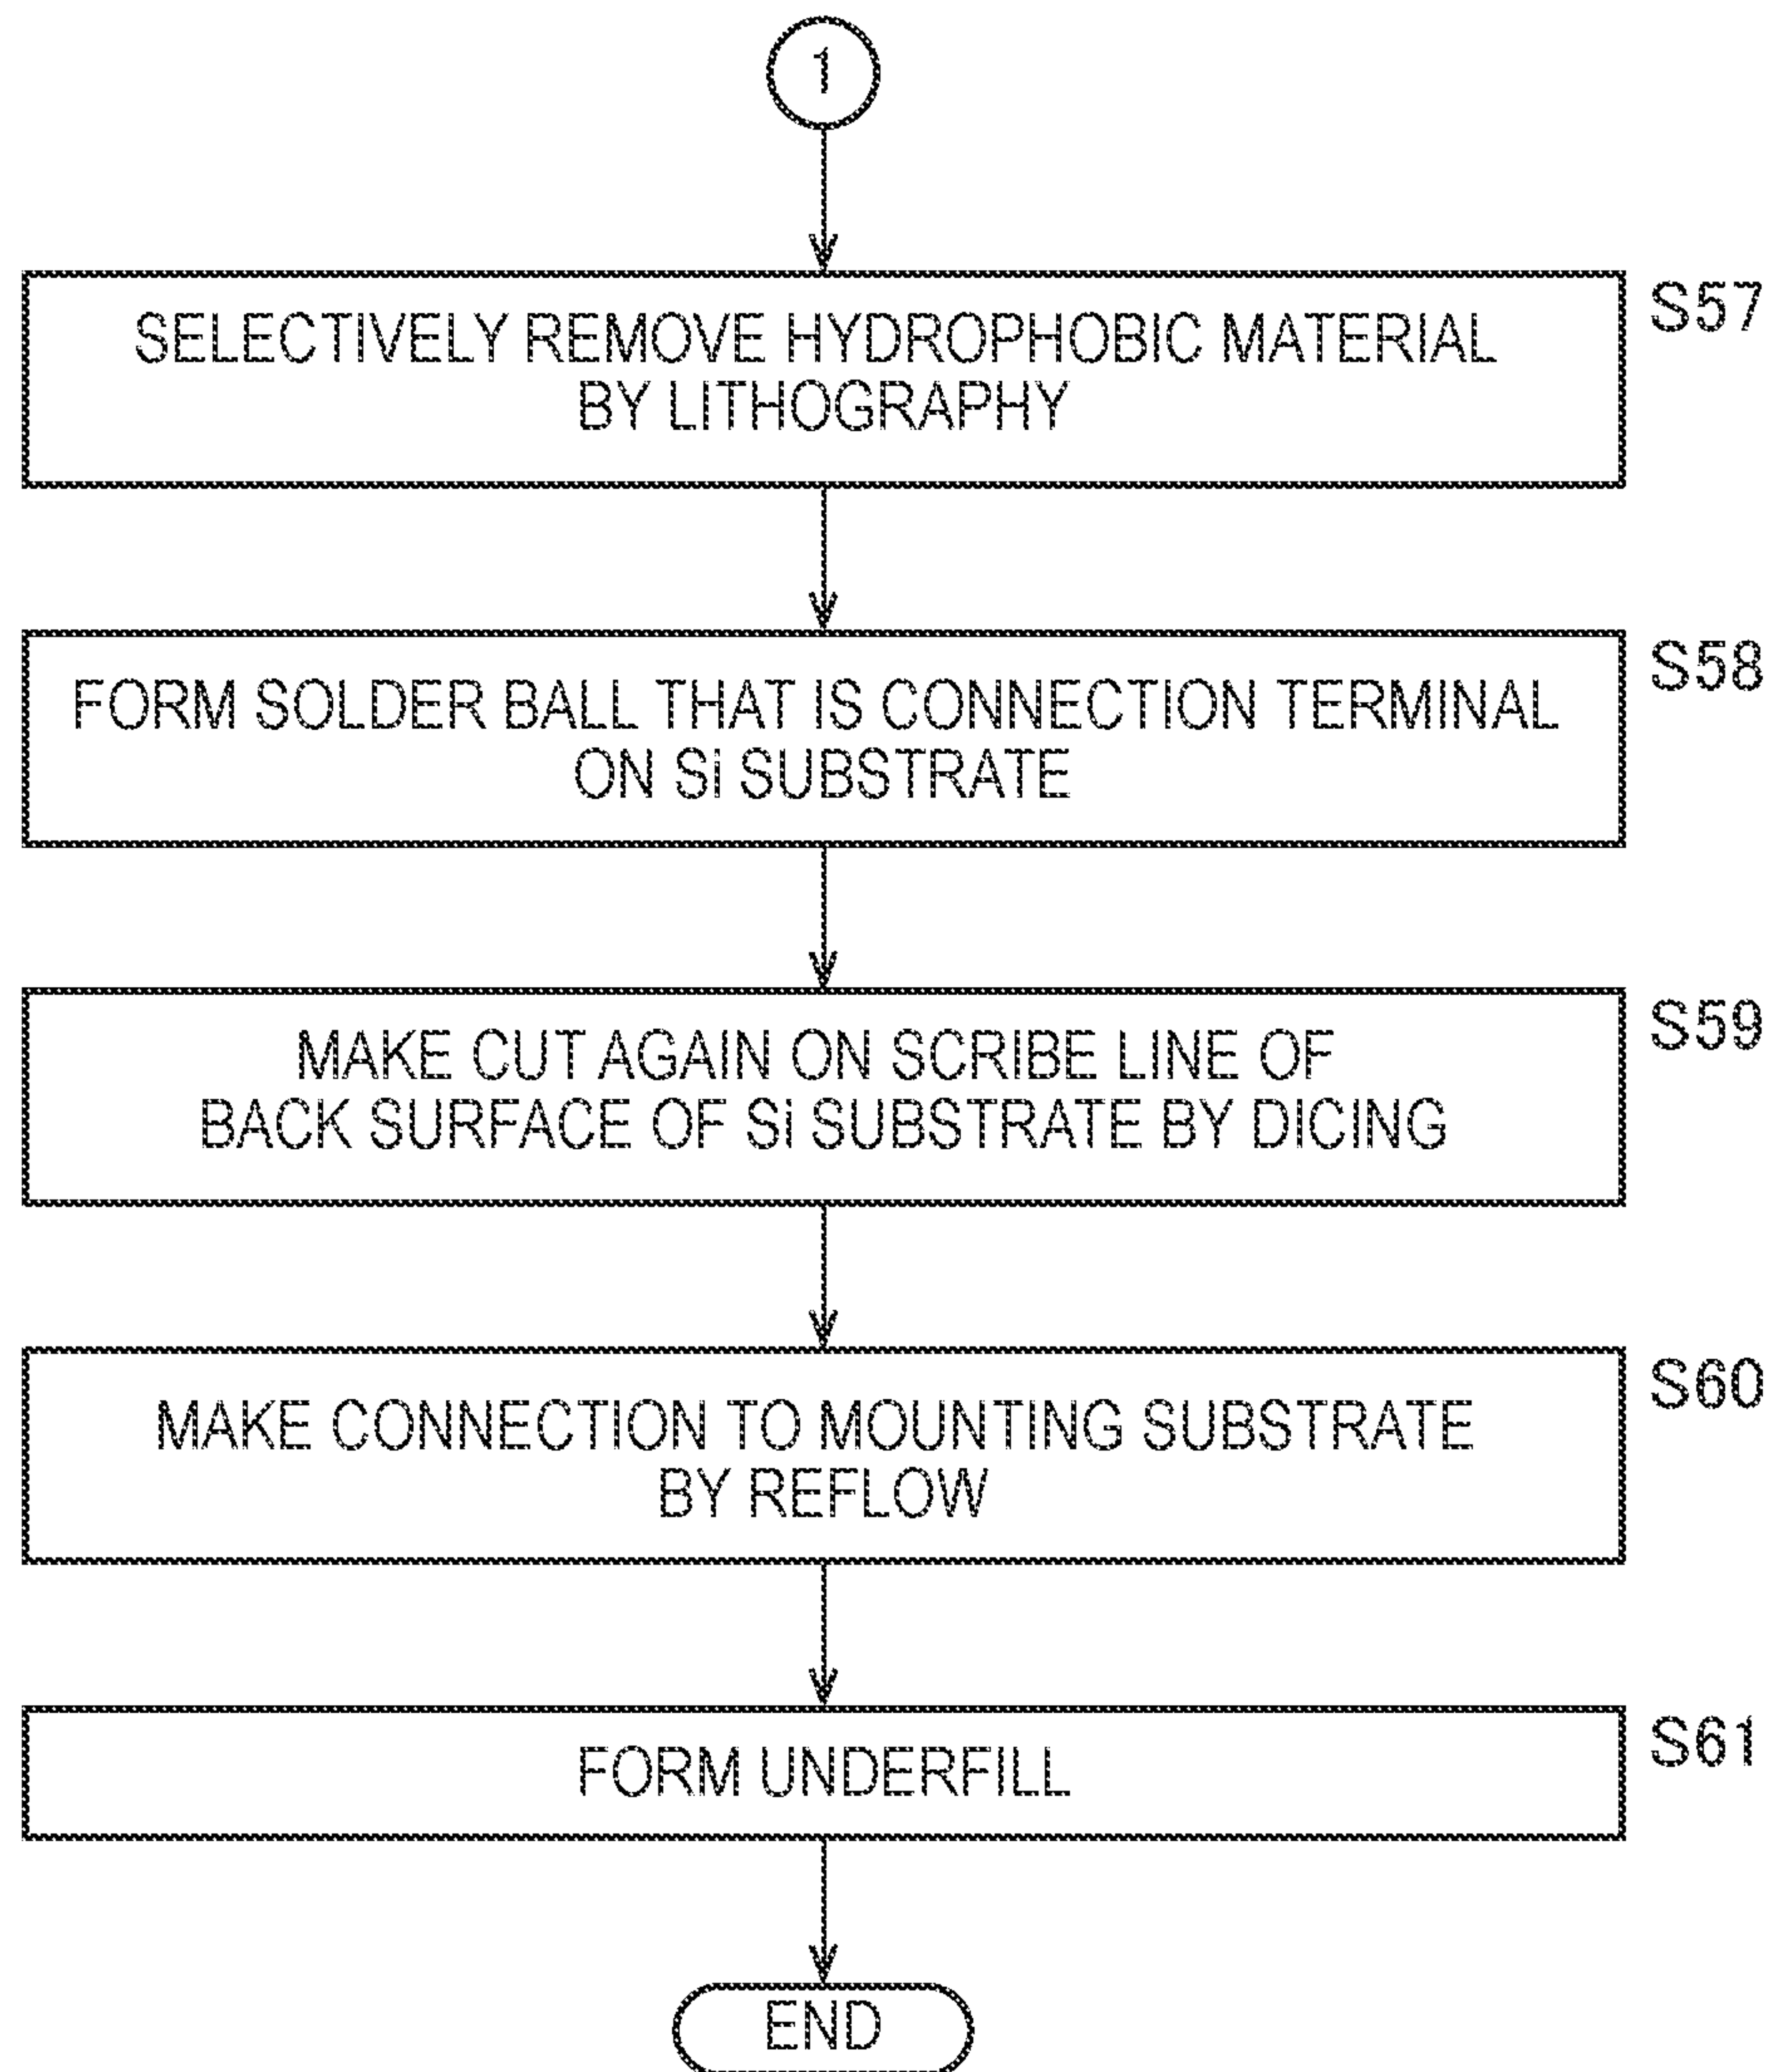 1
SELECTIVELY REMOVE HYDROPHOBIC MATERIAL
BY LITHOGRAPHY
S57
FORM SOLDER BALL THAT IS CONNECTION TERMINAL
ON Si SUBSTRATE
S58
MAKE CUT AGAIN ON SCRIBE LINE OF
BACK SURFACE OF Si SUBSTRATE BY DICING
S59
MAKE CONNECTION TO MOUNTING SUBSTRATE
BY REFLOW
S60
FORM UNDERFILL
S61
END